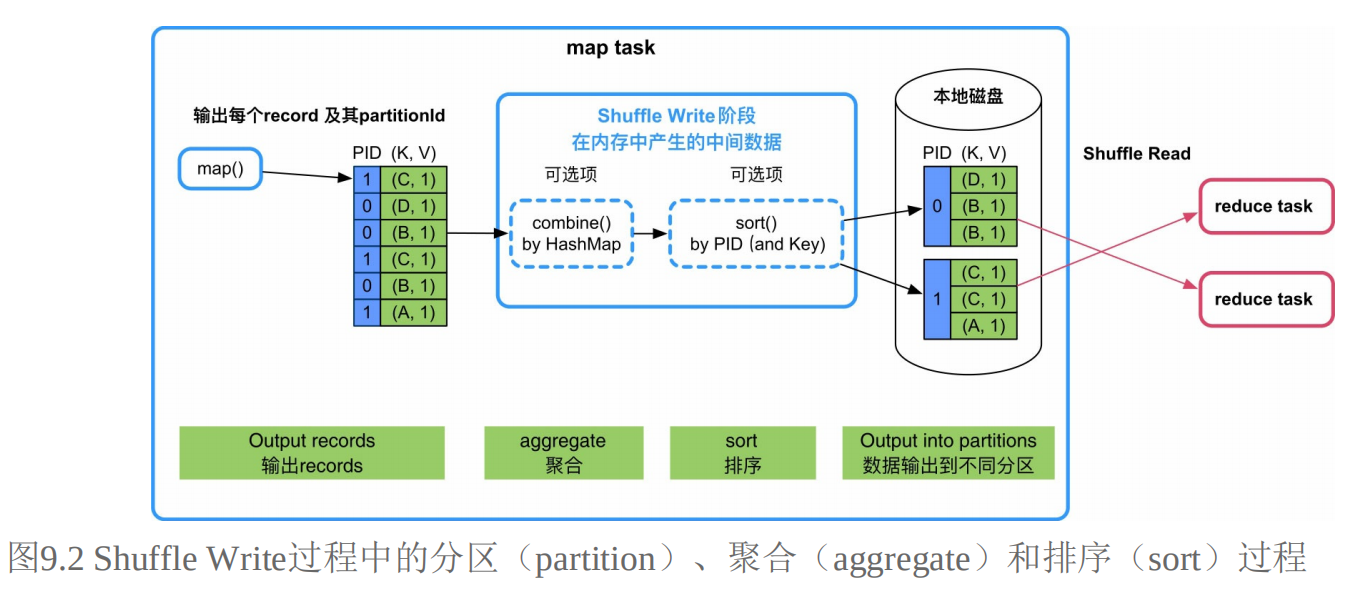 map task
输出每个record 及其partitionId
map()
PID (K, V)
1 (C, 1)
0 (D, 1)
0 (B, 1)
1 (C, 1)
0 (B, 1)
1 (A, 1)
Shuffle Write阶段
在内存中产生的中间数据
可选项
combine()
by HashMap
可选项
sort()
by PID (and Key)
本地磁盘
PID (K, V)
0
(D, 1)
(B, 1)
(B, 1)
1
(C, 1)
(C, 1)
(A, 1)
Shuffle Read
reduce task
reduce task
Output records
输出records
aggregate
聚合
sort
排序
Output into partitions
数据输出到不同分区
图9.2 Shuffle Write过程中的分区（partition）、聚合（aggregate）和排序（sort）过程